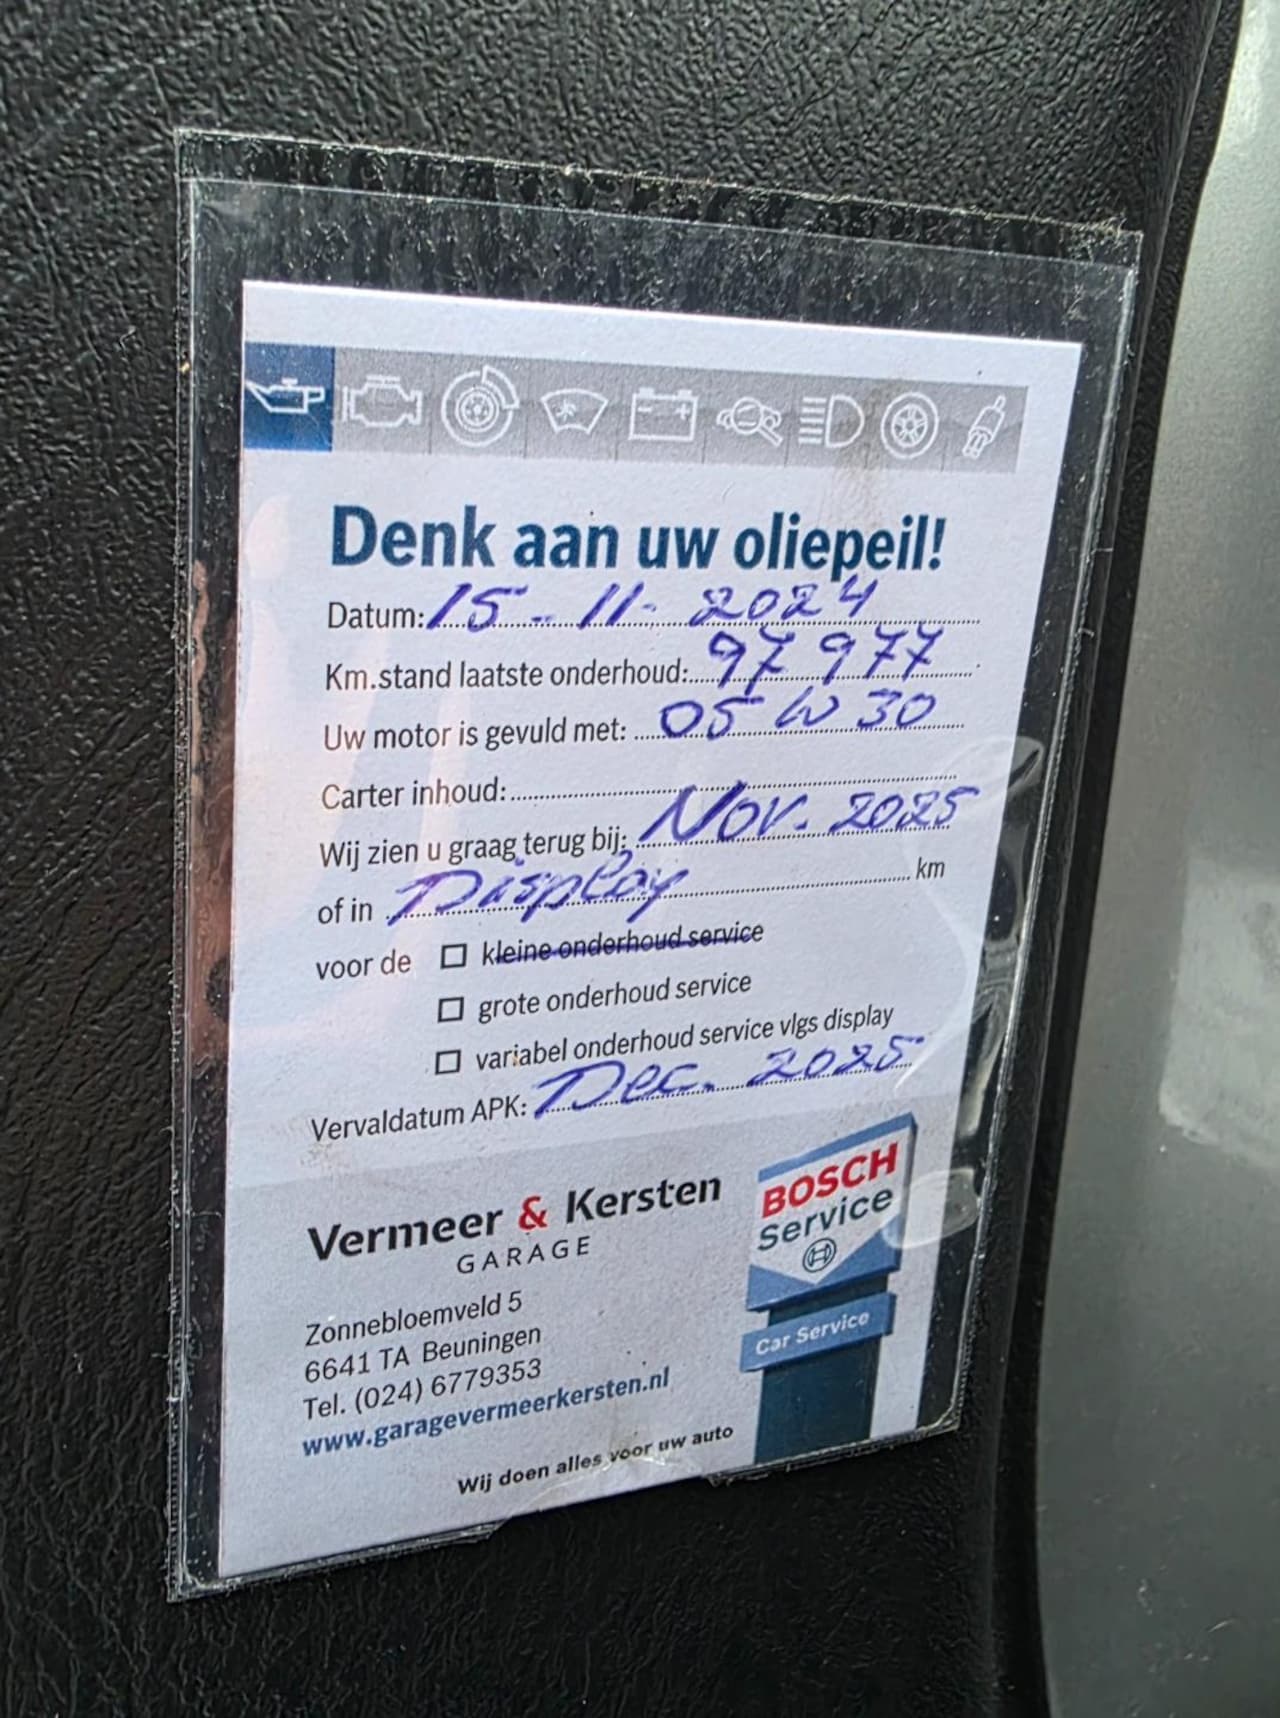 Denk aan uw oliepeil!
Datum: 15-11-2024
Km.stand laatste onderhoud: 97977
Uw motor is gevuld met: 05W30
Carter inhoud:
Wij zien u graag terug bij: Nov. 2025
of in Display km
voor de kleine onderhoud service
grote onderhoud service
variabel onderhoud service vlgs display
Vervaldatum APK: Dec. 2025
Vermeer & Kersten
GARAGE
Zonnebloemveld 5
6641 TA Beuningen
Tel. (024) 6779353
www.garagevermeerkersten.nl
Wij doen alles voor uw auto
BOSCH
Service
Car Service